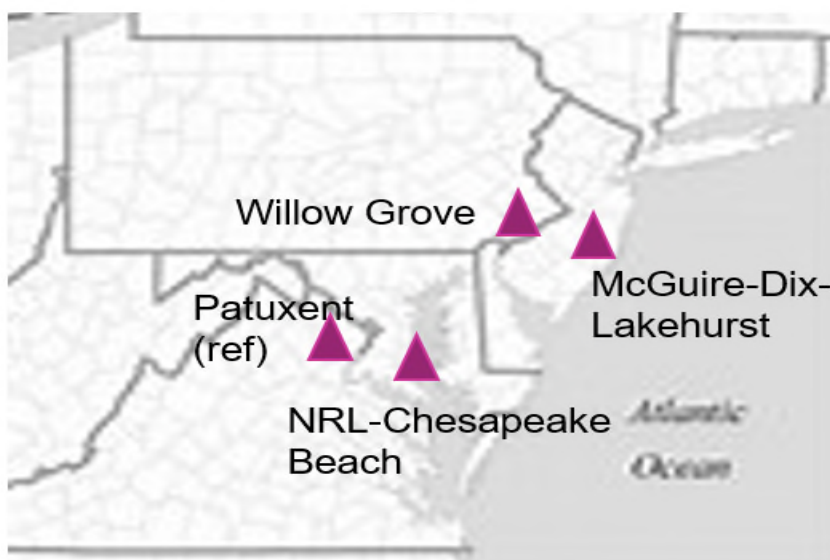 Willow Grove
McGuire-Dix-
Lakehurst
Patuxent
(ref)
NRL-Chesapeake
Beach
Atlantic
Ocean